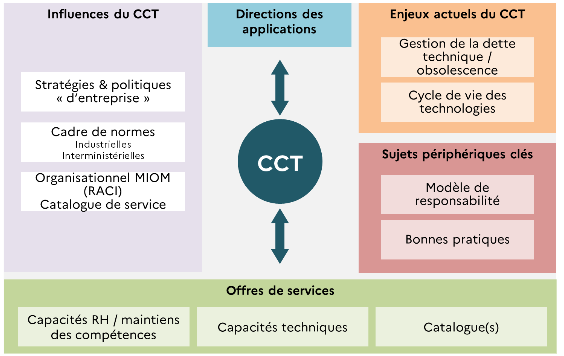 Influences du CCT
Stratégies & politiques
« d'entreprise »
Cadre de normes
Industrielles
Interministérielles
Organisationnel MIOM
(RACI)
Catalogue de service
Directions des
applications
CCT
Enjeux actuels du CCT
Gestion de la dette
technique /
obsolescence
Cycle de vie des
technologies
Sujets périphériques clés
Modèle de
responsabilité
Bonnes pratiques
Offres de services
Capacités RH / maintiens
des compétences
Capacités techniques
Catalogue(s)